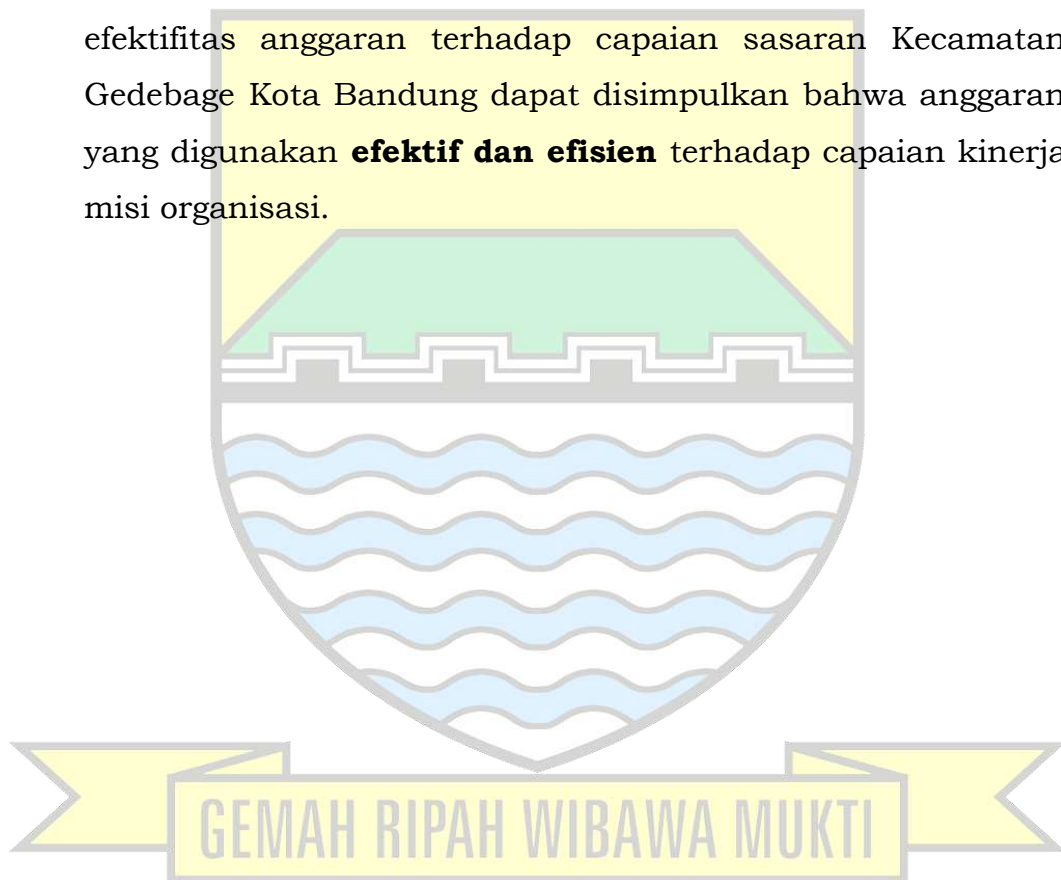 efektifitas anggaran terhadap capaian sasaran Kecamatan
Gedebage Kota Bandung dapat disimpulkan bahwa anggaran
yang digunakan efektif dan efisien terhadap capaian kinerja
misi organisasi.
GEMAH RIPAH WIBAWA MUKTI